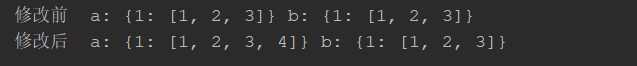 修改前  a: {1: [1, 2, 3]} b: {1: [1, 2, 3]}
修改后  a: {1: [1, 2, 3, 4]} b: {1: [1, 2, 3]}